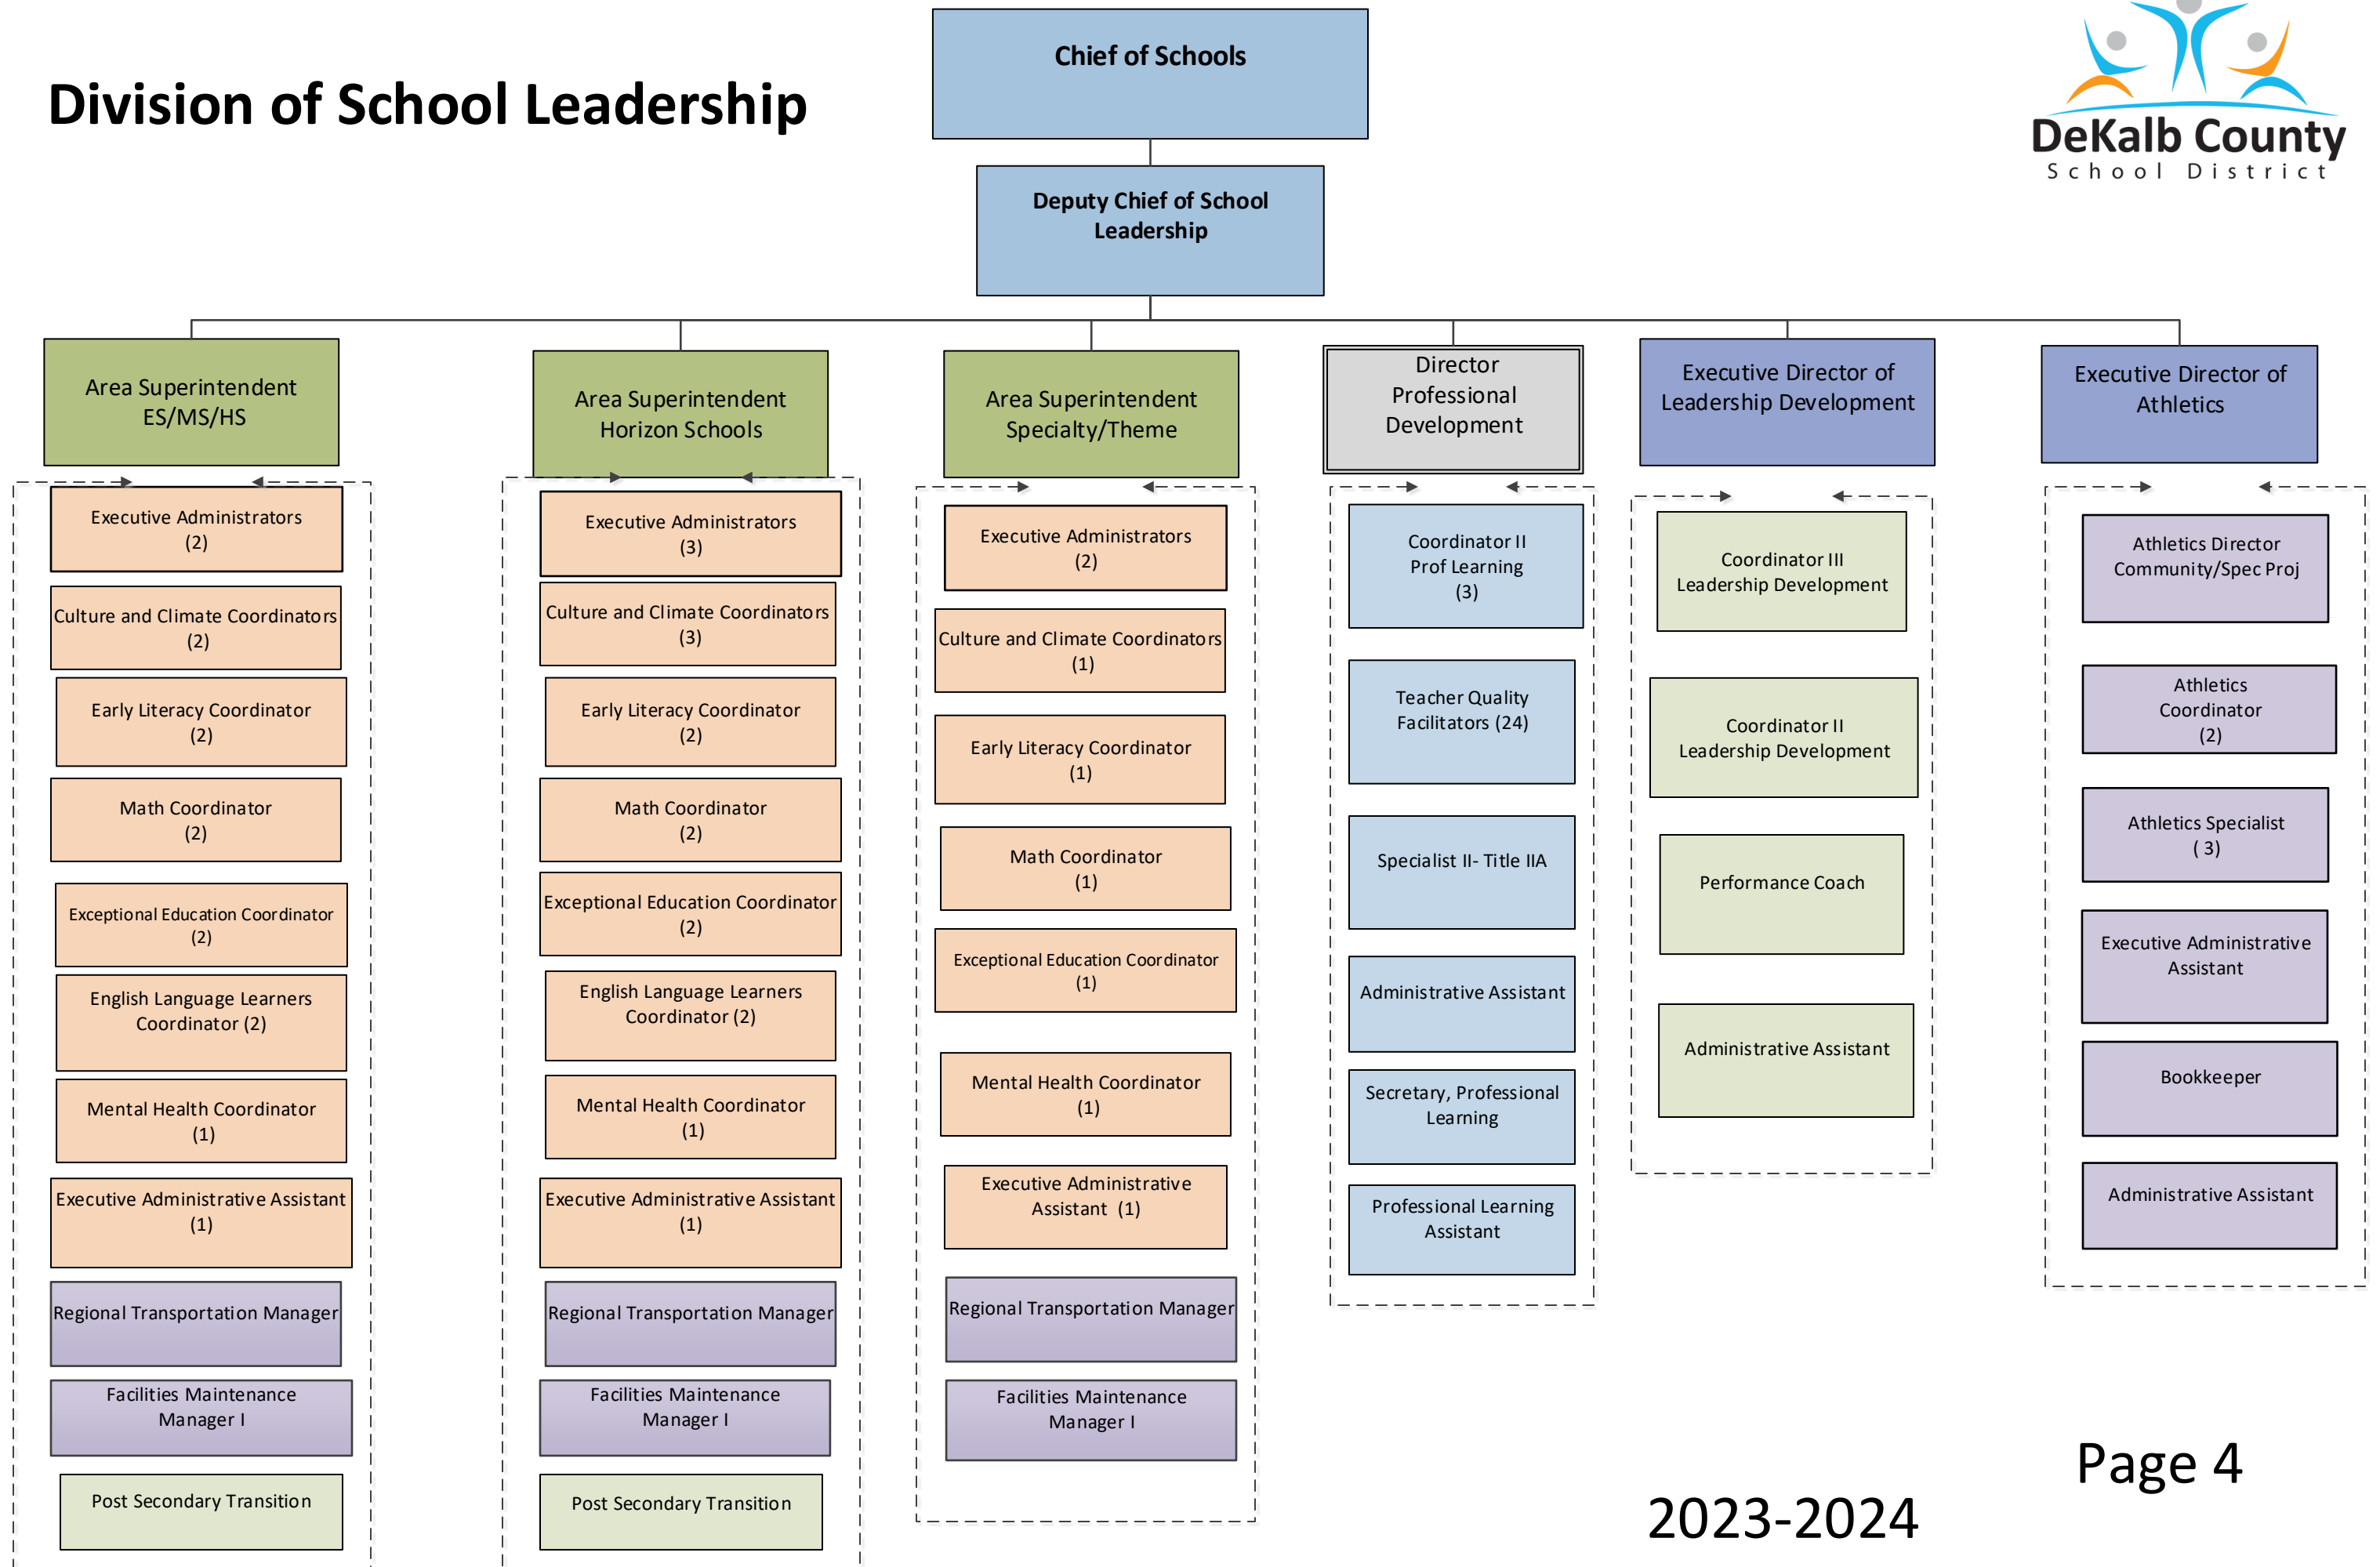 Division of School Leadership
Chief of Schools
DeKalb County
School District
Deputy Chief of School
Leadership
Area Superintendent
ES/MS/HS
Executive Administrators
(2)
Culture and Climate Coordinators
(2)
Early Literacy Coordinator
(2)
Math Coordinator
(2)
Exceptional Education Coordinator
(2)
English Language Learners
Coordinator (2)
Mental Health Coordinator
(1)
Executive Administrative Assistant
(1)
Regional Transportation Manager
Facilities Maintenance
Manager I
Post Secondary Transition
Area Superintendent
Horizon Schools
Executive Administrators
(3)
Culture and Climate Coordinators
(3)
Early Literacy Coordinator
(2)
Math Coordinator
(2)
Exceptional Education Coordinator
(2)
English Language Learners
Coordinator (2)
Mental Health Coordinator
(1)
Executive Administrative Assistant
(1)
Regional Transportation Manager
Facilities Maintenance
Manager I
Post Secondary Transition
Area Superintendent
Specialty/Theme
Executive Administrators
(2)
Culture and Climate Coordinators
(1)
Early Literacy Coordinator
(1)
Math Coordinator
(1)
Exceptional Education Coordinator
(1)
Mental Health Coordinator
(1)
Executive Administrative
Assistant (1)
Regional Transportation Manager
Facilities Maintenance
Manager I
Director
Professional
Development
Coordinator II
Prof Learning
(3)
Teacher Quality
Facilitators (24)
Specialist II- Title IIA
Administrative Assistant
Secretary, Professional
Learning
Professional Learning
Assistant
Executive Director of
Leadership Development
Coordinator III
Leadership Development
Coordinator II
Leadership Development
Performance Coach
Administrative Assistant
Executive Director of
Athletics
Athletics Director
Community/Spec Proj
Athletics
Coordinator
(2)
Athletics Specialist
( 3)
Executive Administrative
Assistant
Bookkeeper
Administrative Assistant
Page 4
2023-2024